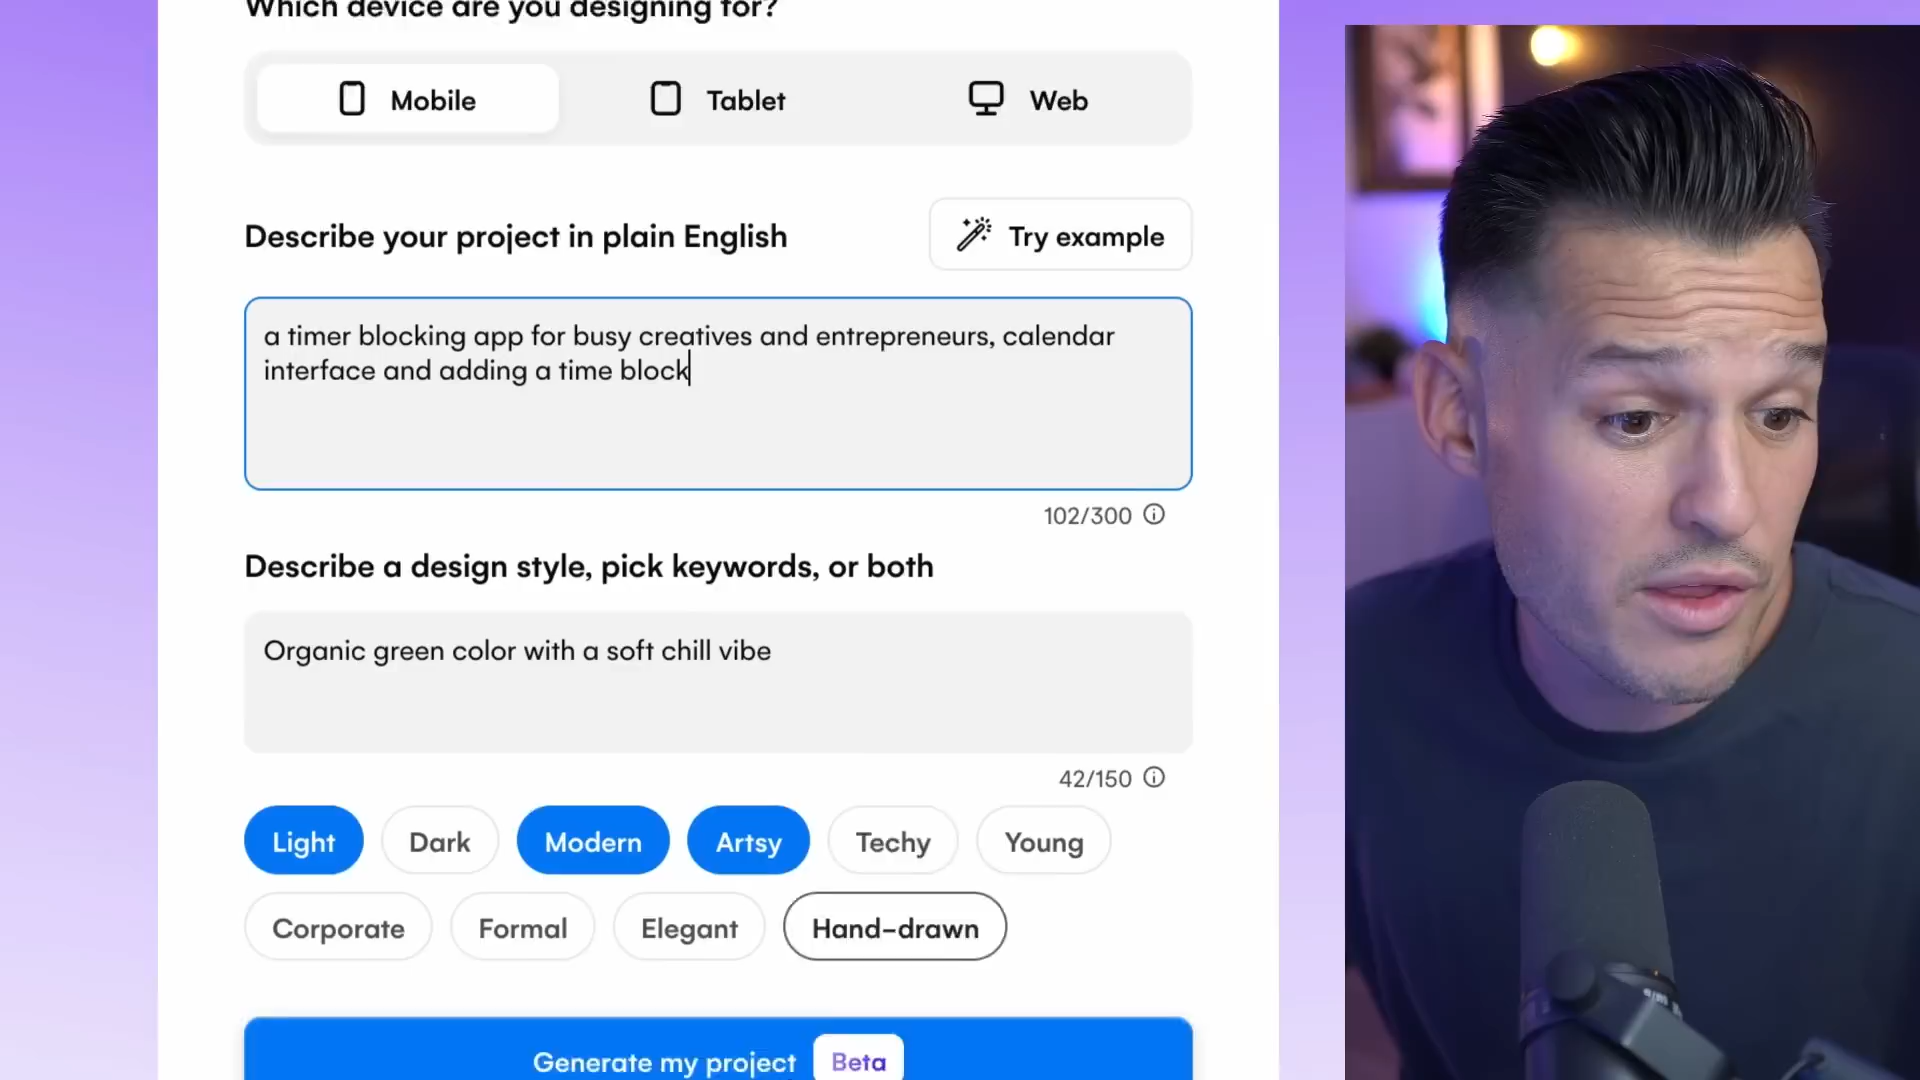 Which device are you designing for?
Mobile
Tablet
Web
Describe your project in plain English
Try example
a timer blocking app for busy creatives and entrepreneurs, calendar
interface and adding a time block
102/300
Describe a design style, pick keywords, or both
Organic green color with a soft chill vibe
42/150
Light
Dark
Modern
Artsy
Techy
Young
Corporate
Formal
Elegant
Hand-drawn
Generate my project
Beta